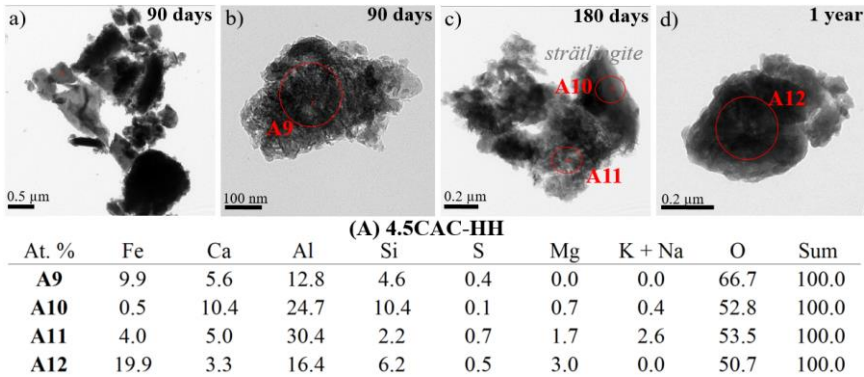 a) 90 days b) 90 days c) 180 days d) 1 year
strätlingite
A10
A9
A12
A11
0.5 µm 100 nm 0.2 µm 0.2 µm
(A) 4.5CAC-HH
At. % Fe Ca Al Si S Mg K + Na O Sum
A9 9.9 5.6 12.8 4.6 0.4 0.0 0.0 66.7 100.0
A10 0.5 10.4 24.7 10.4 0.1 0.7 0.4 52.8 100.0
A11 4.0 5.0 30.4 2.2 0.7 1.7 2.6 53.5 100.0
A12 19.9 3.3 16.4 6.2 0.5 3.0 0.0 50.7 100.0